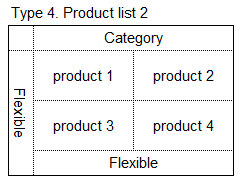 Type 4. Product list 2
Category
Flexible
product 1 product 2
product 3 product 4
Flexible